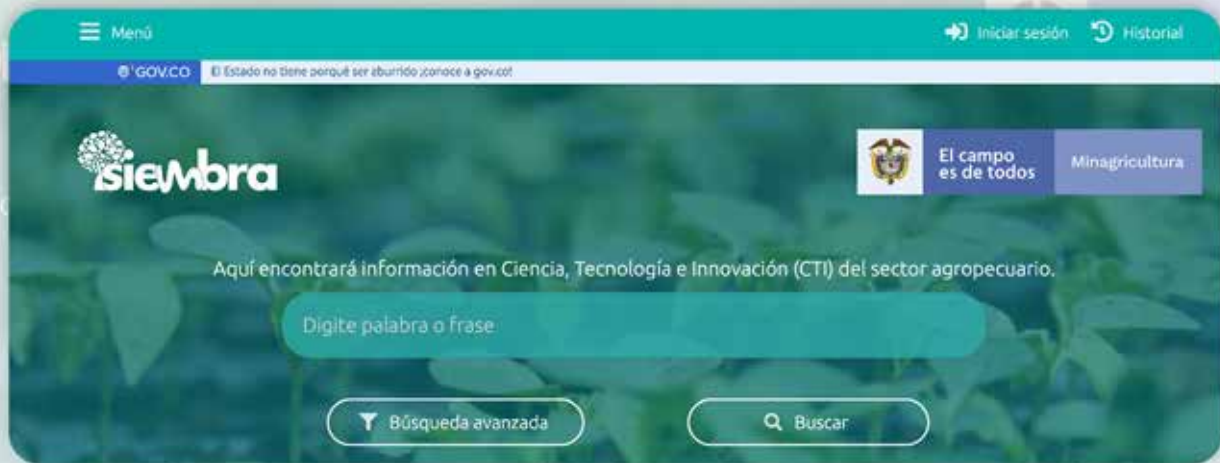 Menú
Iniciar sesión
Historial
GOV.CO
El Estado no tiene porqué ser aburrido ¡conoce a gov.co!
siembra
El campo
es de todos
Minagricultura
Aquí encontrará información en Ciencia, Tecnología e Innovación (CTI) del sector agropecuario.
Digite palabra o frase
Búsqueda avanzada
Buscar